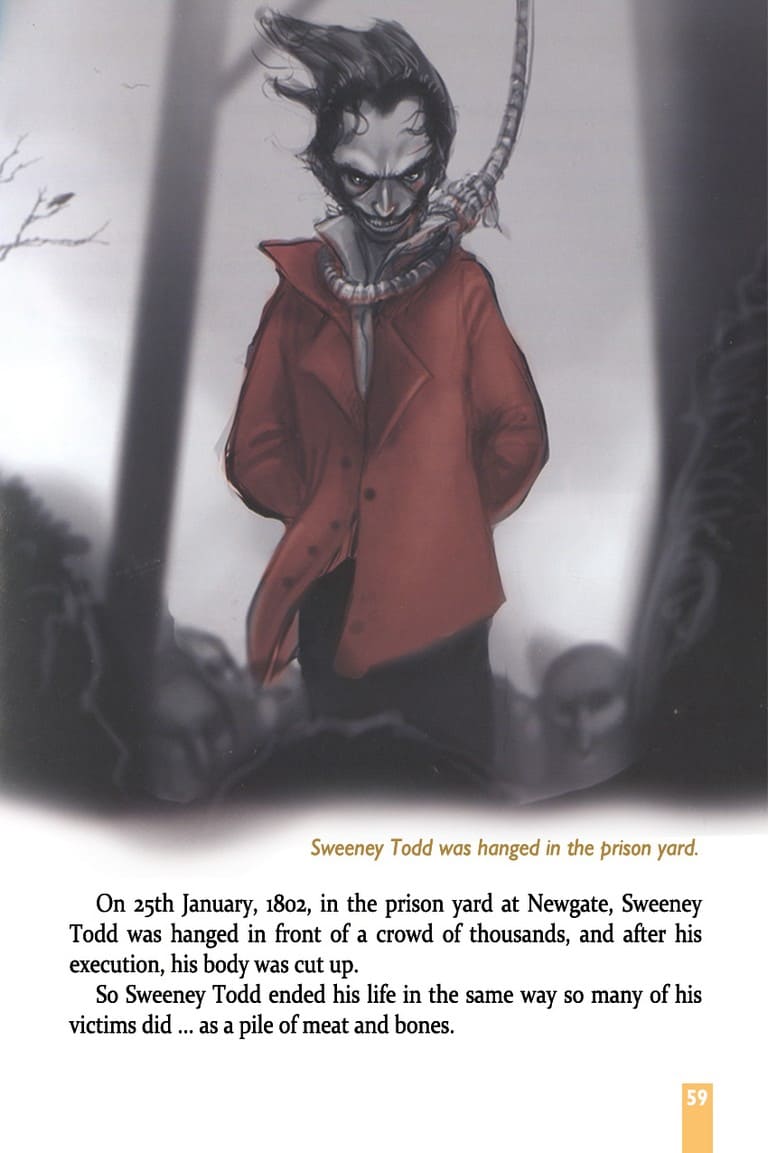 Sweeney Todd was hanged in the prison yard.
On 25th January, 1802, in the prison yard at Newgate, Sweeney
Todd was hanged in front of a crowd of thousands, and after his
execution, his body was cut up.
So Sweeney Todd ended his life in the same way so many of his
victims did ... as a pile of meat and bones.
59